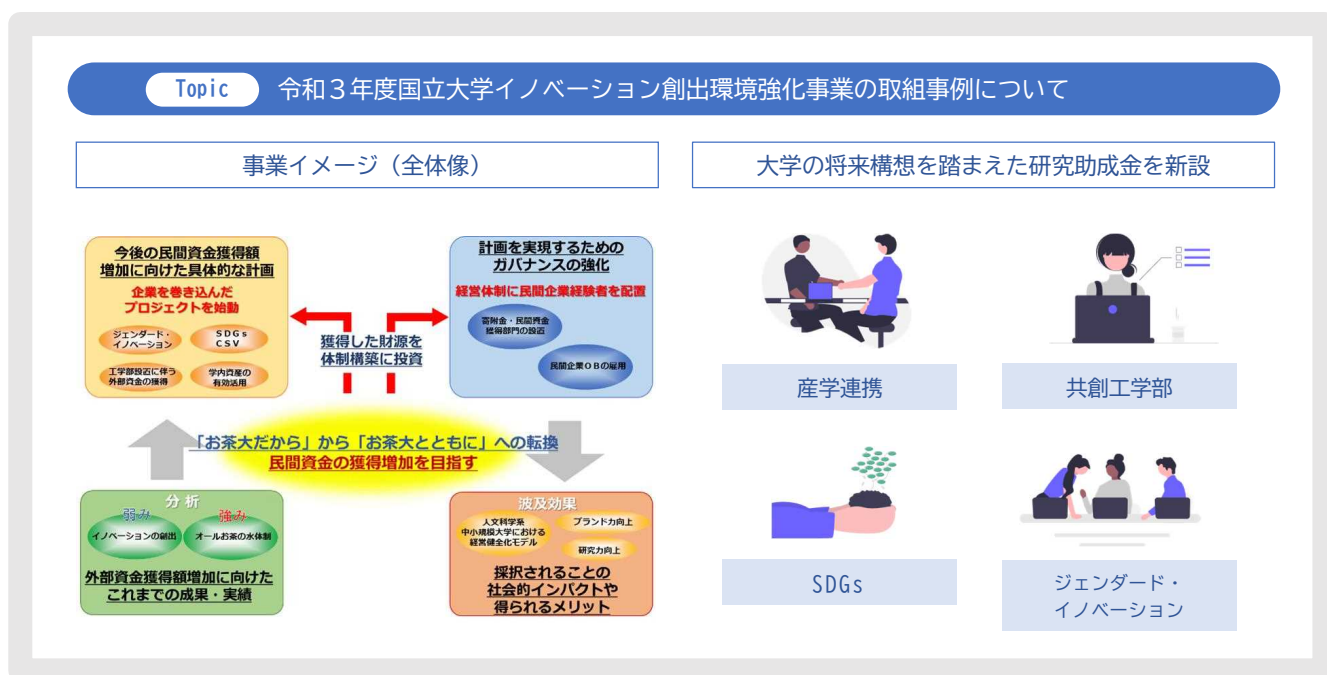 Topic 令和３年度国立大学イノベーション創出環境強化事業の取組事例について
事業イメージ（全体像）
今後の民間資金獲得額
増加に向けた具体的な計画
企業を巻き込んだ
プロジェクトを始動
ジェンダード・
イノベーション
SDGs
CSV
工学部設置に伴う
外部資金の獲得
学内資産の
有効活用
獲得した財源を
体制構築に投資
計画を実現するための
ガバナンスの強化
経営体制に民間企業経験者を配置
寄附金・民間資金
獲得部門の設置
民間企業ＯＢの雇用
「お茶大だから」から「お茶大とともに」への転換
民間資金の獲得増加を目指す
分析
弱み
強み
イノベーションの創出
オールお茶の水体制
外部資金獲得額増加に向けた
これまでの成果・実績
波及効果
人文科学系
中小規模大学における
経営健全化モデル
ブランド力向上
研究力向上
採択されることの
社会的インパクトや
得られるメリット
大学の将来構想を踏まえた研究助成金を新設
産学連携
共創工学部
SDGs
ジェンダード・
イノベーション